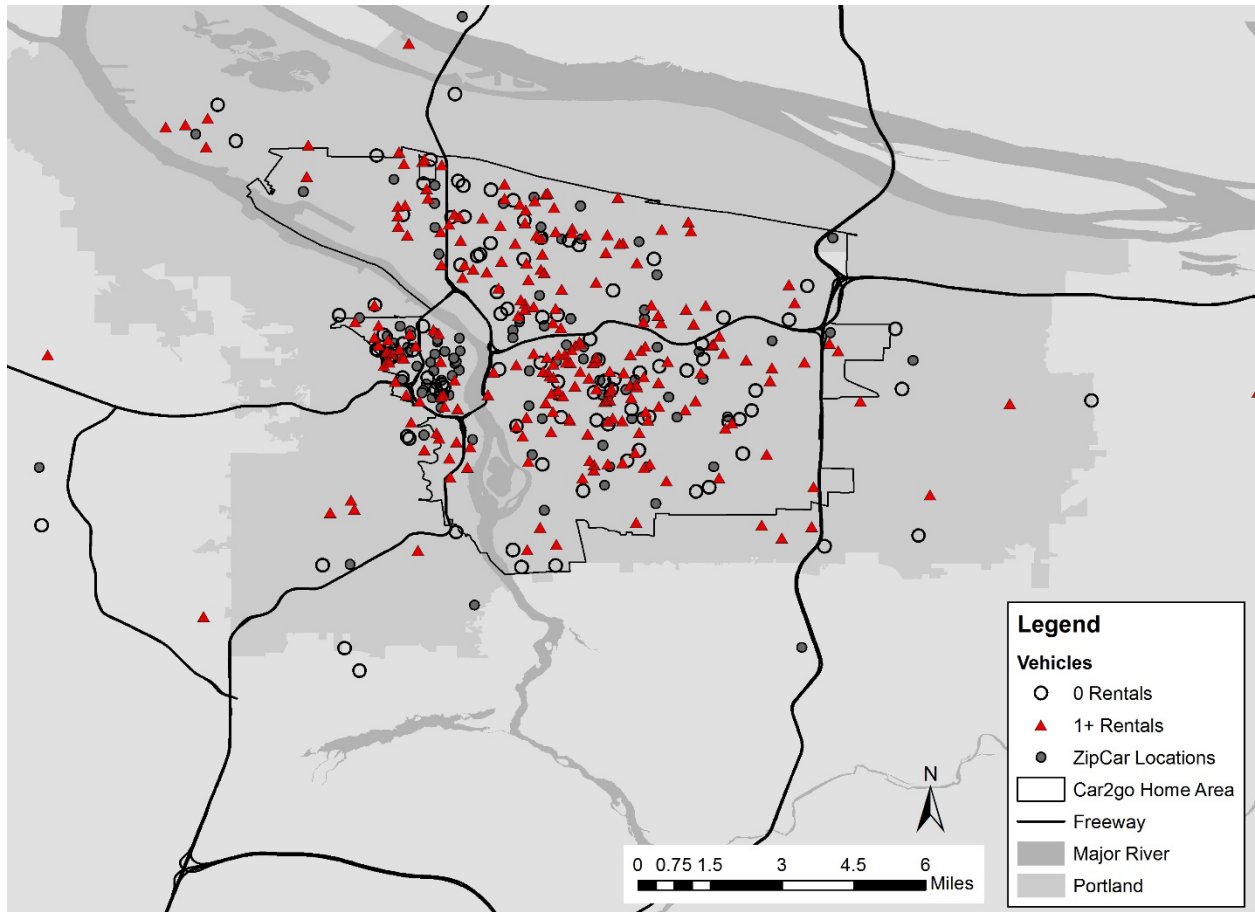 Legend
Vehicles
0 Rentals
1+ Rentals
ZipCar Locations
Car2go Home Area
Freeway
Major River
Portland
N
0 0.75 1.5 3 4.5 6
Miles